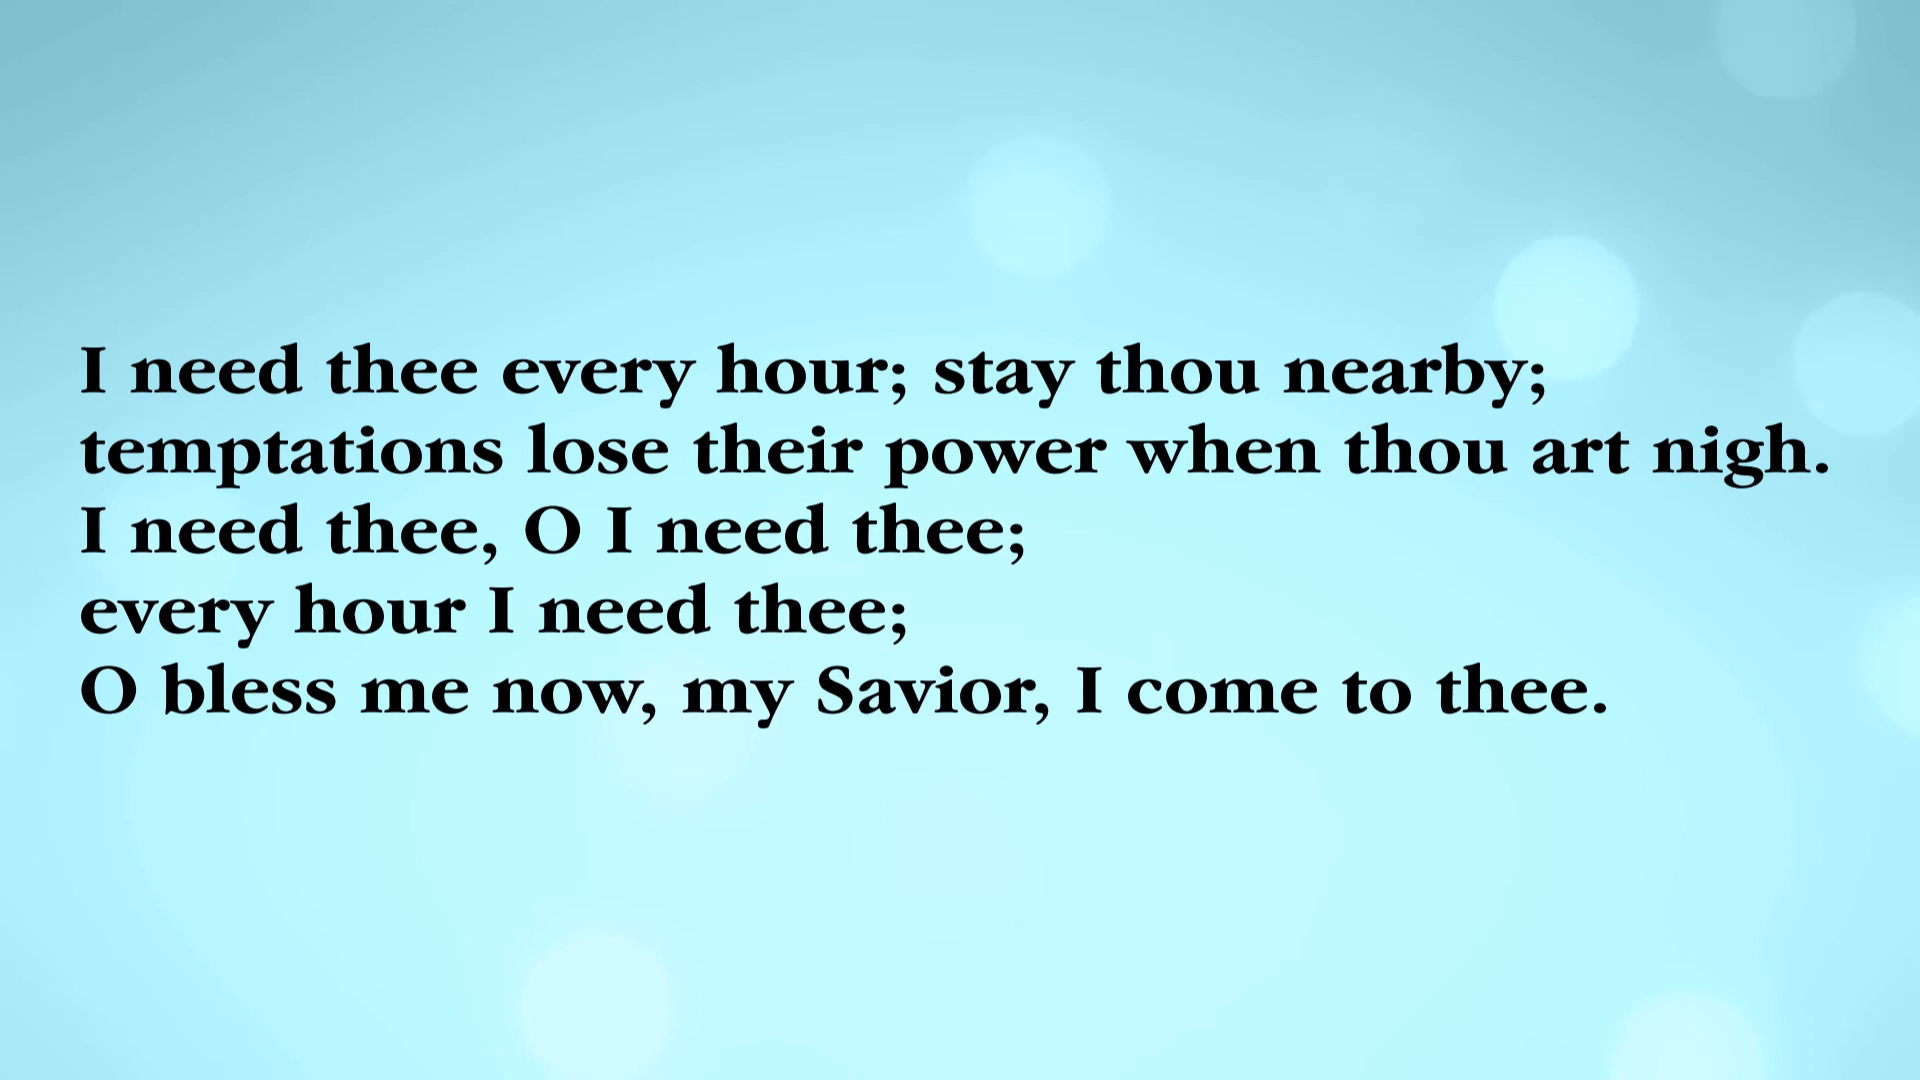 I need thee every hour; stay thou nearby;
temptations lose their power when thou art nigh.
I need thee, O I need thee;
every hour I need thee;
O bless me now, my Savior, I come to thee.